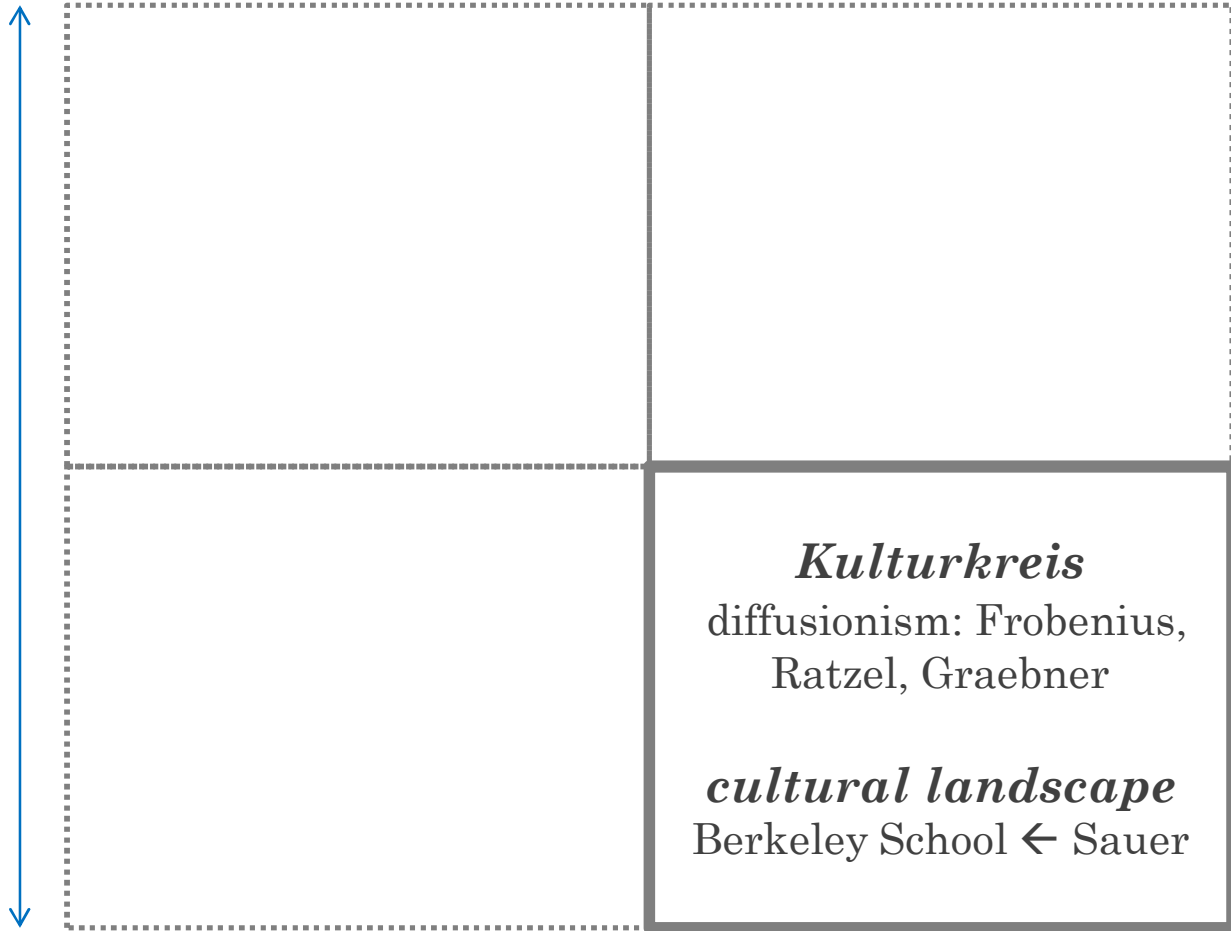 Kulturkreis
diffusionism: Frobenius,
Ratzel, Graebner
cultural landscape
Berkeley School ← Sauer